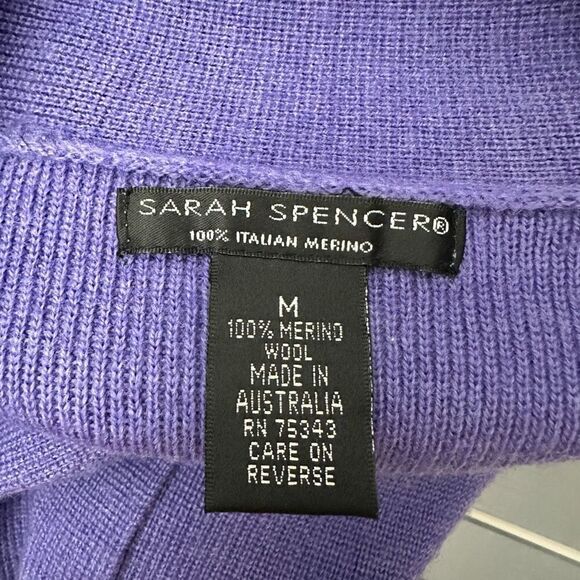 SARAH SPENCER®
100% ITALIAN MERINO
M
100% MERINO
WOOL
MADE IN
AUSTRALIA
RN 75343
CARE ON
REVERSE